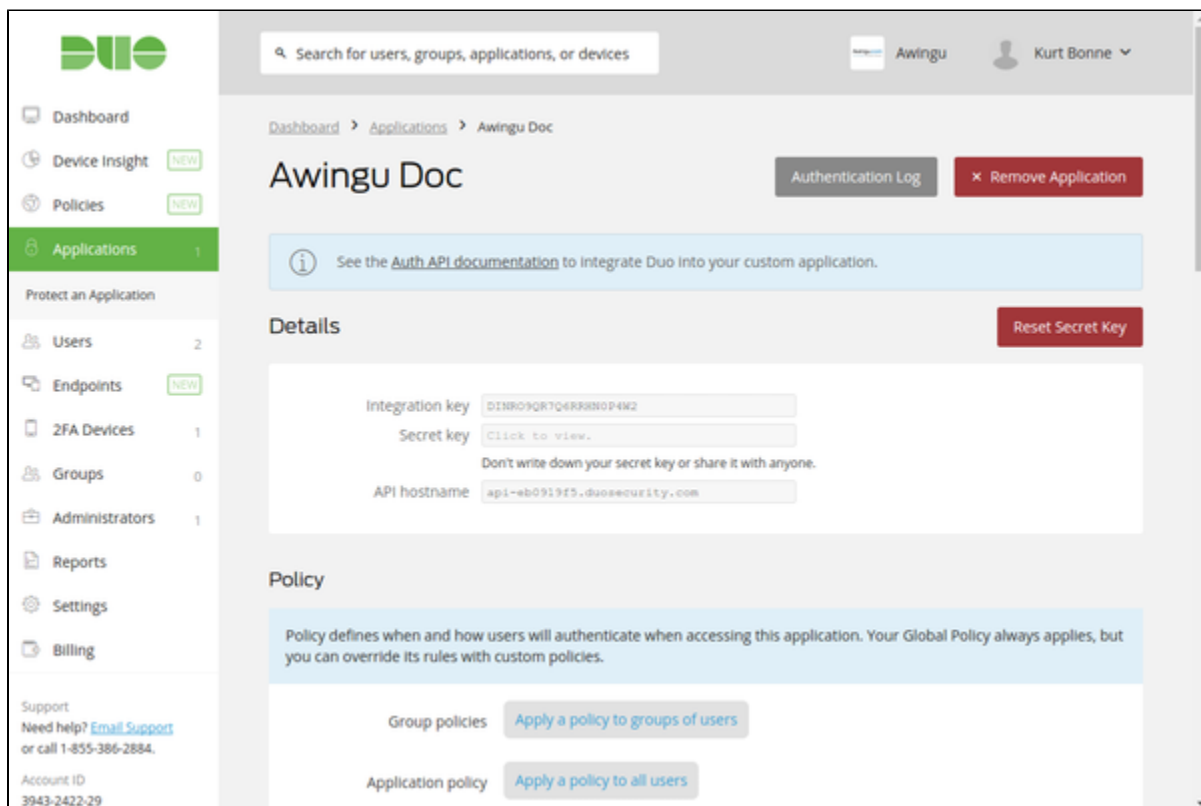 DUO
Search for users, groups, applications, or devices
Awingu
Kurt Bonne
Dashboard
Device Insight NEW
Policies NEW
Applications 1
Protect an Application
Users 2
Endpoints NEW
2FA Devices 1
Groups 0
Administrators 1
Reports
Settings
Billing
Support
Need help? Email Support
or call 1-855-386-2884.
Account ID
3943-2422-29
Dashboard > Applications > Awingu Doc
Awingu Doc
Authentication Log
× Remove Application
See the Auth API documentation to integrate Duo into your custom application.
Details
Reset Secret Key
Integration key DINRO9QR7Q6RRHN0P4W2
Secret key Click to view.
Don't write down your secret key or share it with anyone.
API hostname api-eb0919f5.duosecurity.com
Policy
Policy defines when and how users will authenticate when accessing this application. Your Global Policy always applies, but
you can override its rules with custom policies.
Group policies Apply a policy to groups of users
Application policy Apply a policy to all users